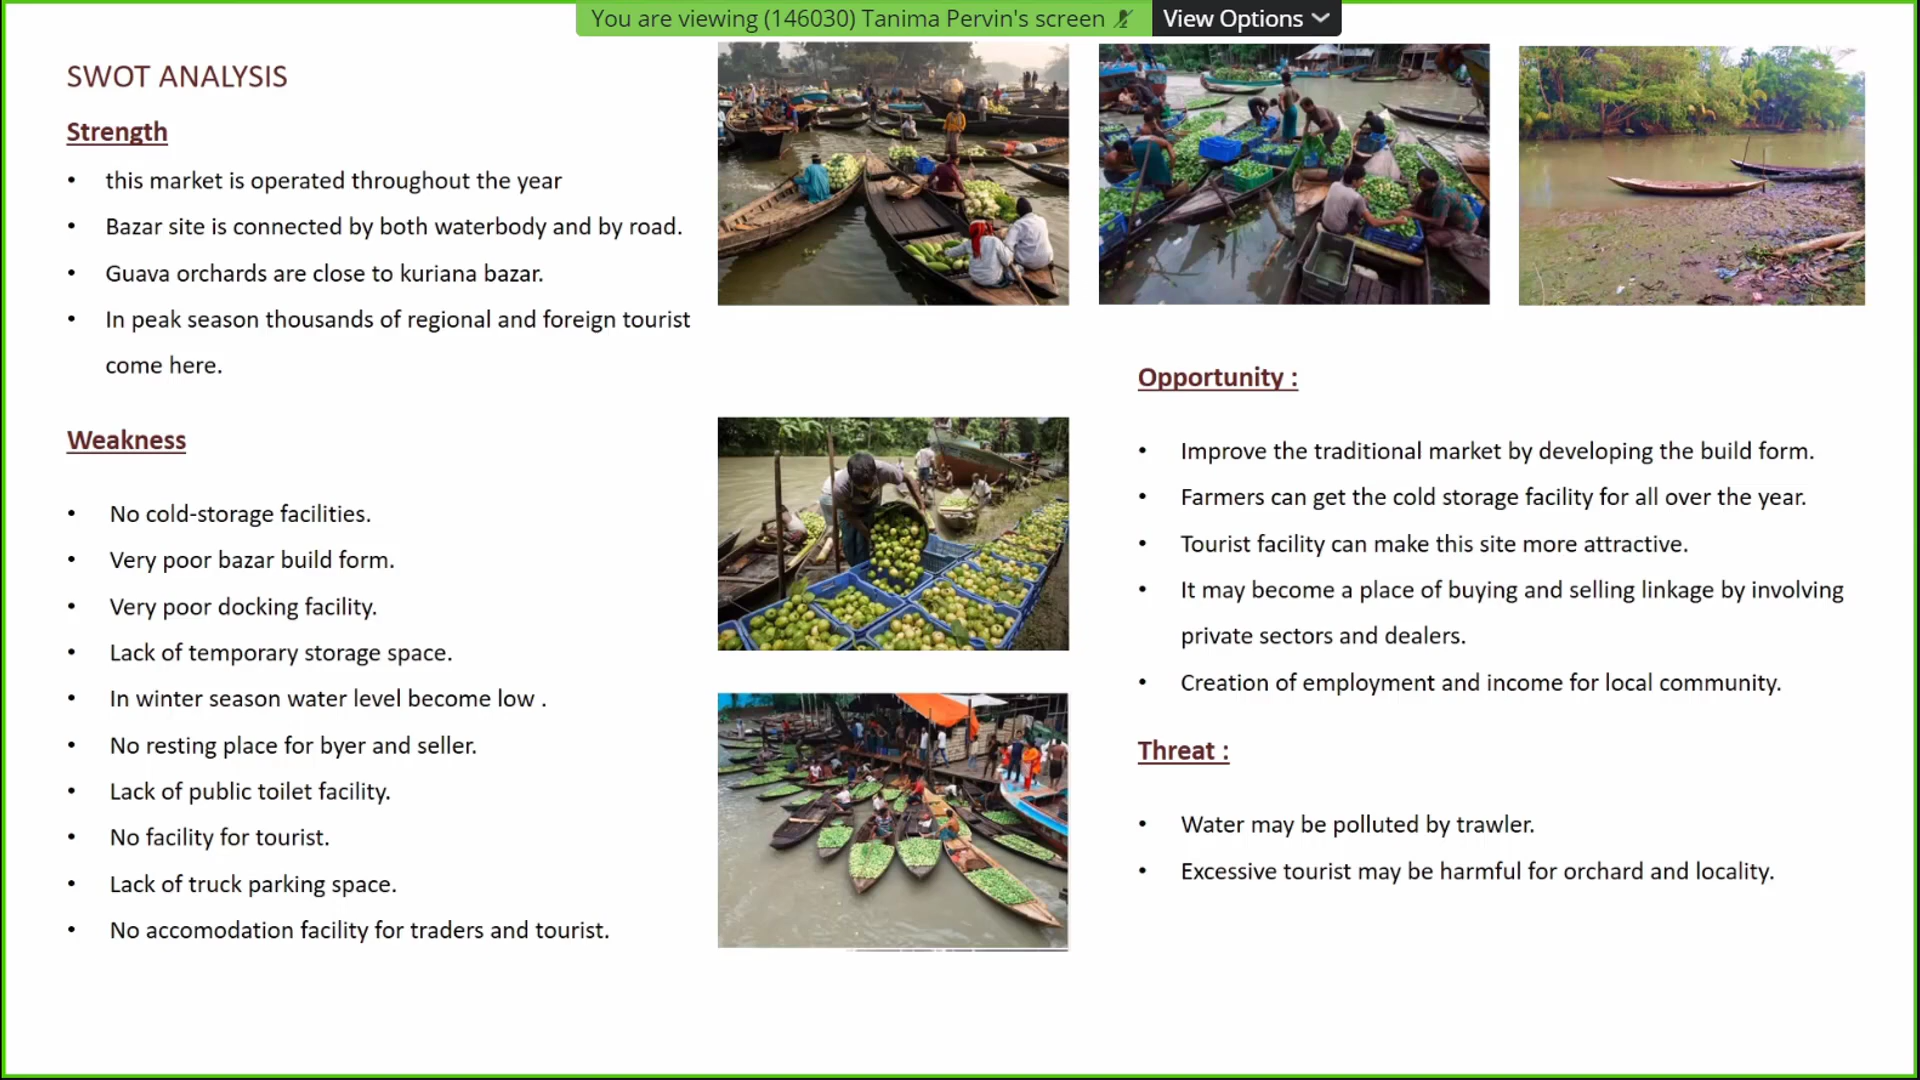 You are viewing (146030) Tanima Pervin's screen
View Options
SWOT ANALYSIS
Strength
• this market is operated throughout the year
• Bazar site is connected by both waterbody and by road.
• Guava orchards are close to kuriana bazar.
• In peak season thousands of regional and foreign tourist
come here.
Weakness
• No cold-storage facilities.
• Very poor bazar build form.
• Very poor docking facility.
• Lack of temporary storage space.
• In winter season water level become low .
• No resting place for byer and seller.
• Lack of public toilet facility.
• No facility for tourist.
• Lack of truck parking space.
• No accomodation facility for traders and tourist.
Opportunity :
• Improve the traditional market by developing the build form.
• Farmers can get the cold storage facility for all over the year.
• Tourist facility can make this site more attractive.
• It may become a place of buying and selling linkage by involving
private sectors and dealers.
• Creation of employment and income for local community.
Threat :
• Water may be polluted by trawler.
• Excessive tourist may be harmful for orchard and locality.